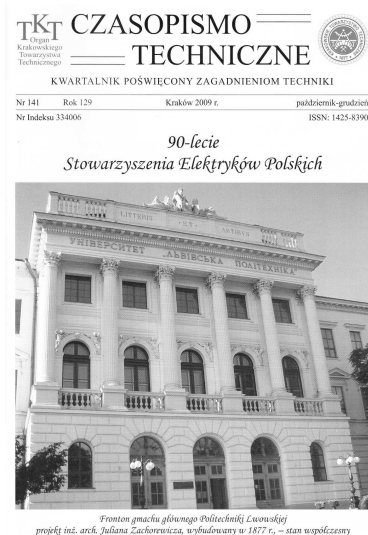 TKT
Organ
Krakowskiego
Towarzystwa
Technicznego
CZASOPISMO
TECHNICZNE
KWARTALNIK POŚWIĘCONY ZAGADNIENIOM TECHNIKI
Nr 141 Rok 129 Kraków 2009 r. październik-grudzień
Nr Indeksu 334006 ISSN: 1425-8390
90-lecie
Stowarzyszenia Elektryków Polskich
LITTERIS ET ARTIBUS
УНІВЕРСИТЕТ „ЛЬВІВСЬКА ПОЛІТЕХНІКА"
Fronton gmachu głównego Politechniki Lwowskiej
projekt inż. arch. Juliana Zachorewicza, wybudowany w 1877 r., – stan współczesny